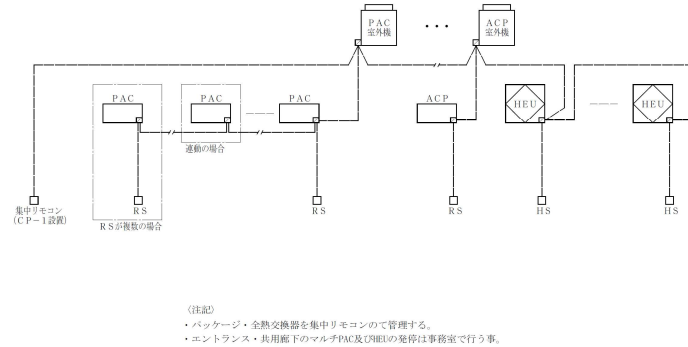 PAC
室外機
・・・
ACP
室外機
PAC
PAC
PAC
ACP
HEU
HEU
連動の場合
集中リモコン
(CP-1設置)
RS
RS
RS
HS
HS
RSが複数の場合
〈注記〉
・パッケージ・全熱交換器を集中リモコンのて管理する。
・エントランス・共用廊下のマルチPAC及びHEUの発停は事務室で行う事。